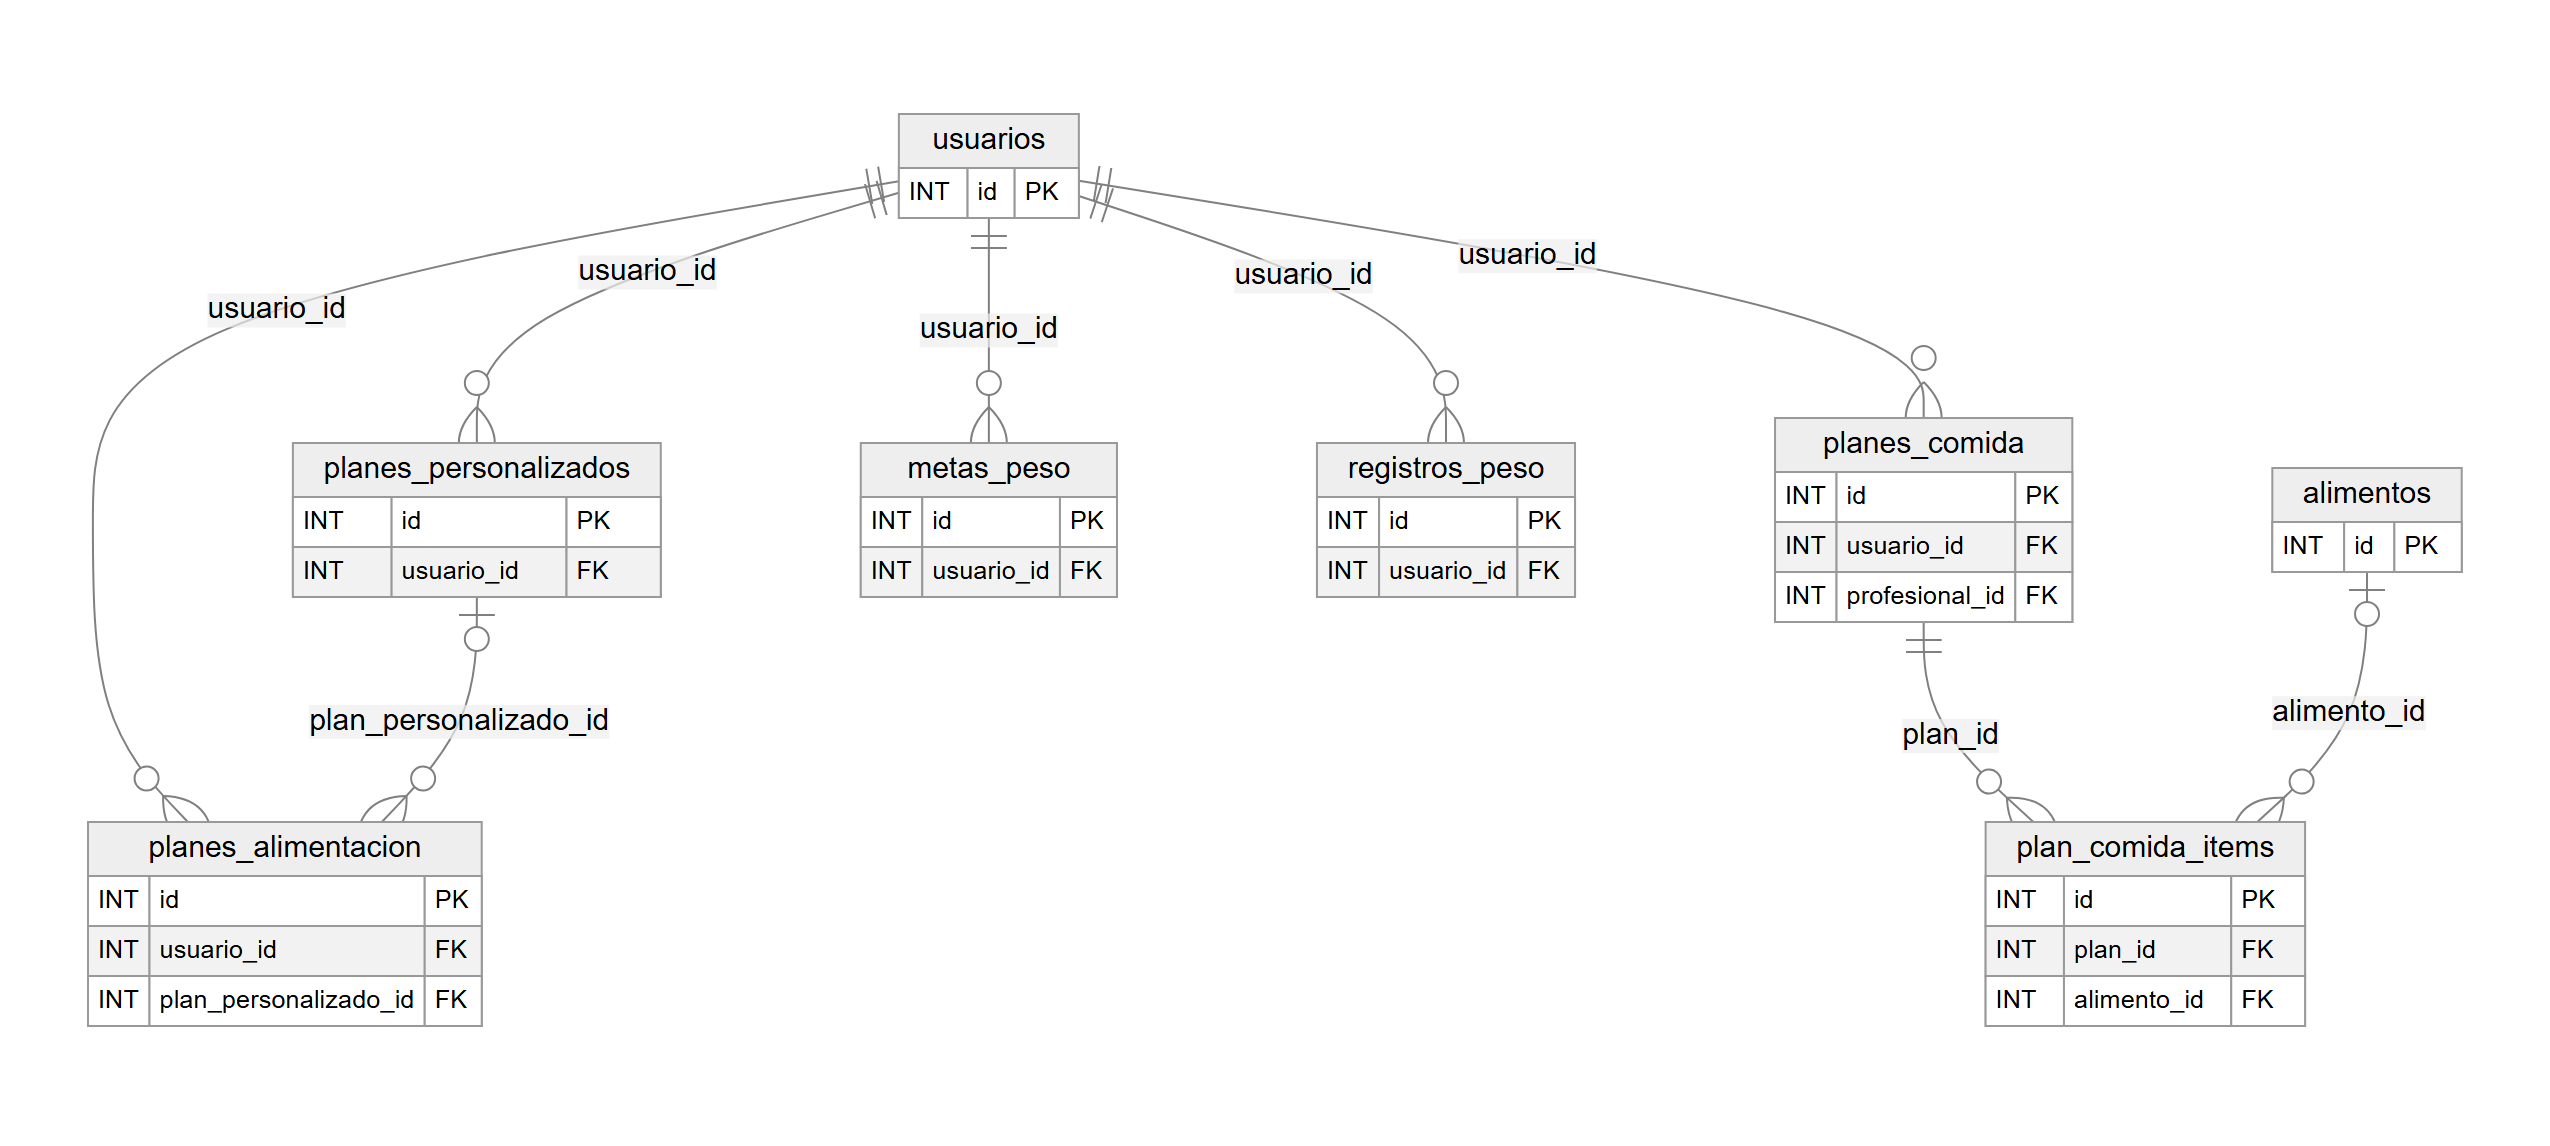 usuarios
INT id PK
usuario_id
usuario_id
usuario_id
usuario_id
usuario_id
planes_personalizados
INT id PK
INT usuario_id FK
metas_peso
INT id PK
INT usuario_id FK
registros_peso
INT id PK
INT usuario_id FK
planes_comida
INT id PK
INT usuario_id FK
INT profesional_id FK
alimentos
INT id PK
plan_personalizado_id
plan_id
alimento_id
planes_alimentacion
INT id PK
INT usuario_id FK
INT plan_personalizado_id FK
plan_comida_items
INT id PK
INT plan_id FK
INT alimento_id FK